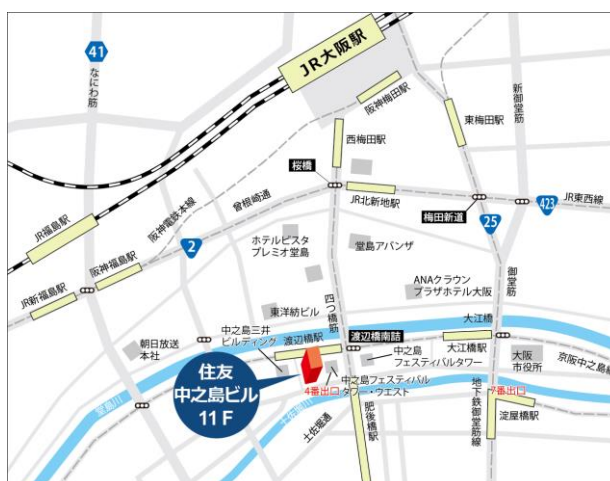 41
なにわ筋
JR大阪駅
阪神梅田駅
新御堂筋
東梅田駅
西梅田駅
桜橋
JR福島駅
阪神電鉄本線
曾根崎通
JR北新地駅
梅田新道
JR東西線
423
25
2
ホテルビスタ
プレミオ堂島
堂島アバンザ
阪神福島駅
JR新福島駅
四つ橋筋
ANAクラウン
プラザホテル大阪
御堂筋
東洋紡ビル
大江橋
朝日放送
本社
中之島三井
ビルディング
渡辺橋駅
渡辺橋南詰
大江橋駅
中之島
フェスティバルタワー
大阪
市役所
京阪中之島線
住友
中之島ビル
11F
4番出口
中之島フェスティバル
タワー・ウエスト
7番出口
堂島川
土佐堀川
土佐堀通
肥後橋駅
地下鉄御堂筋線
淀屋橋駅